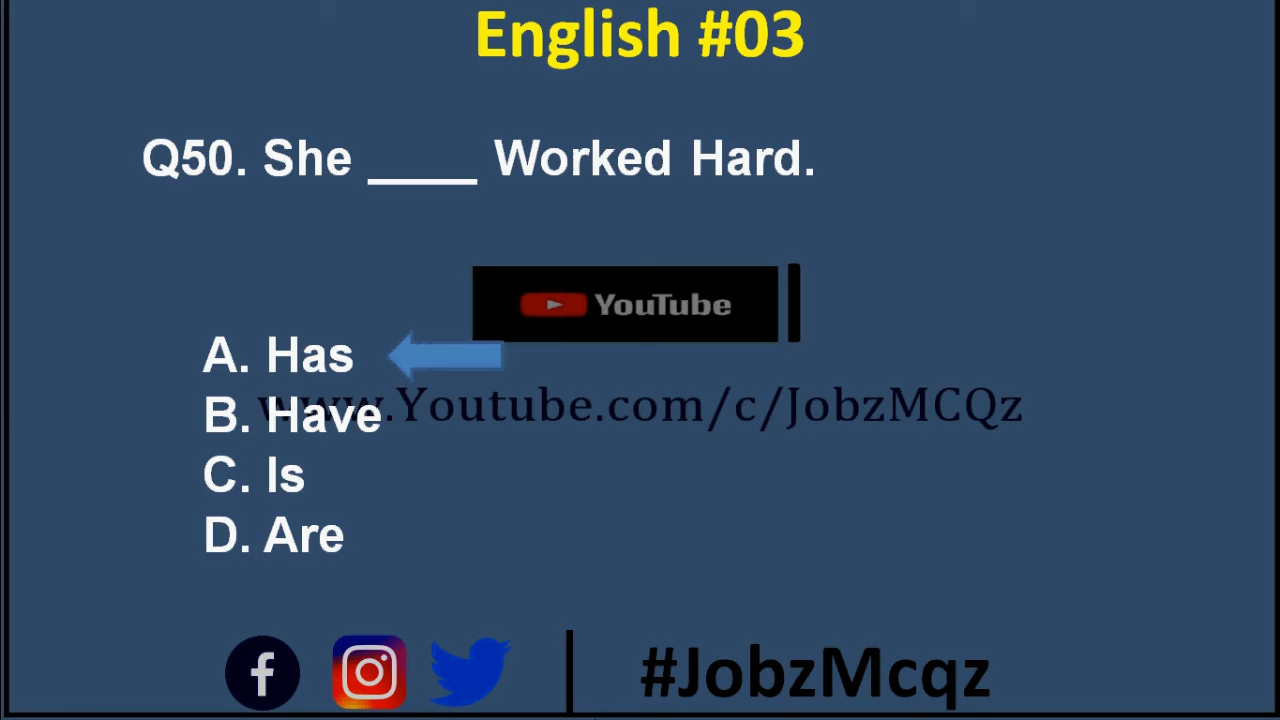 English #03
Q50. She ____ Worked Hard.
YouTube
A. Has
www.Youtube.com/c/JobzMCQz
B. Have
C. Is
D. Are
#JobzMcqz